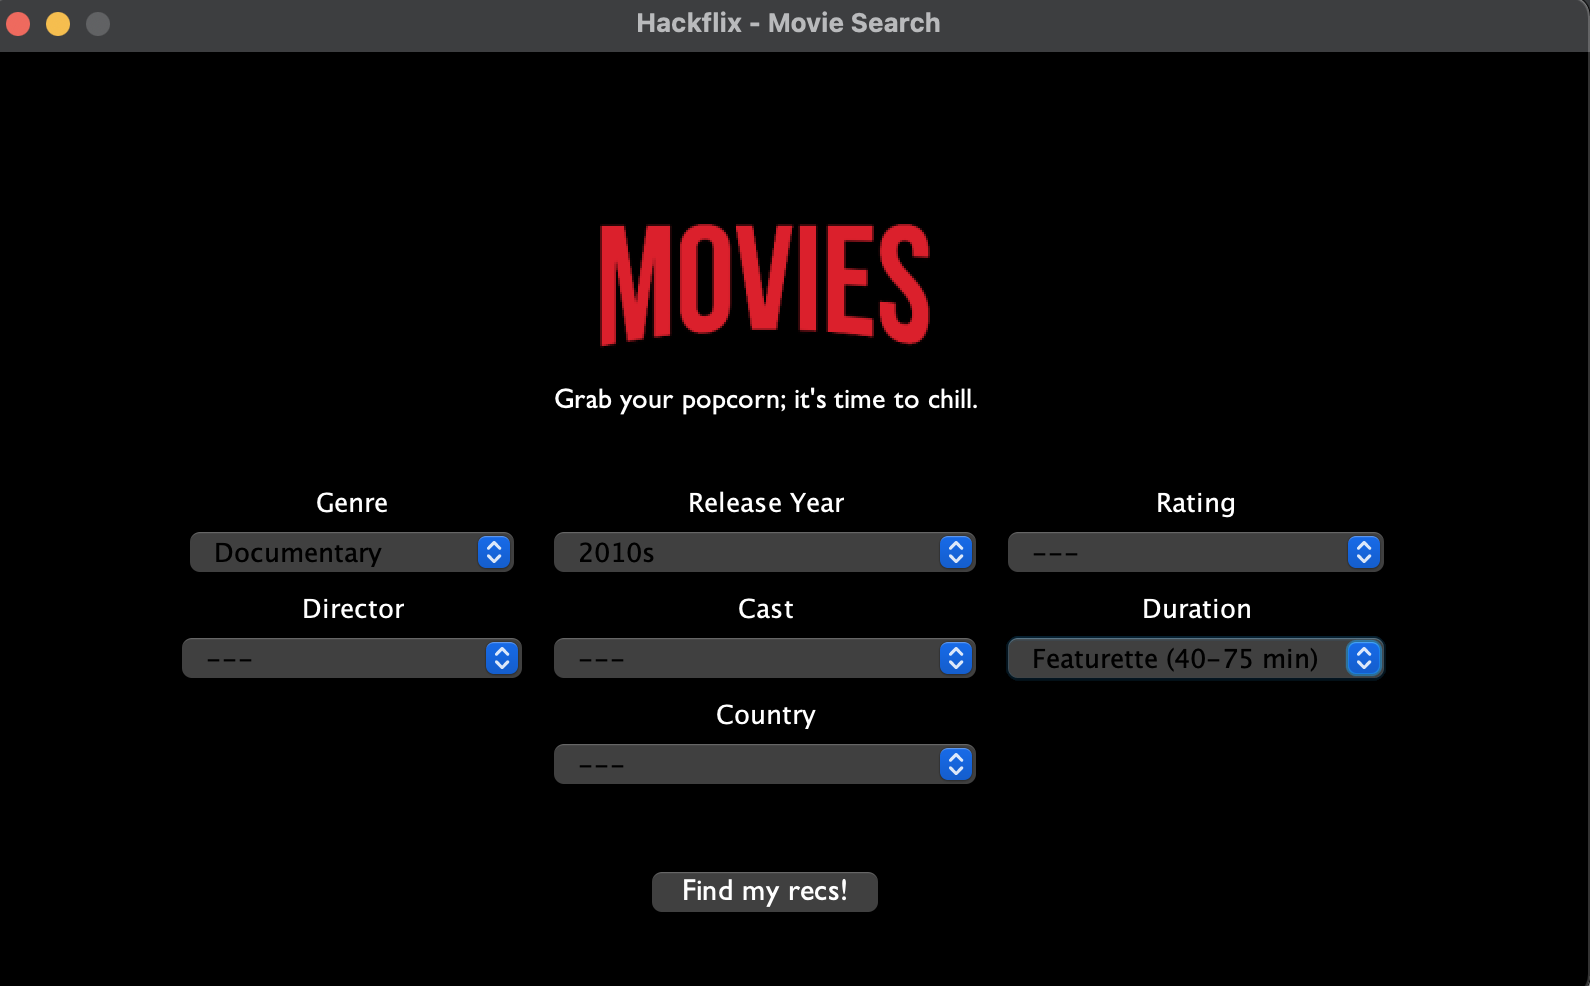 Hackflix - Movie Search
MOVIES
Grab your popcorn; it's time to chill.
Genre Release Year Rating
Documentary 2010s ---
Director Cast Duration
--- --- Featurette (40-75 min)
Country
---
Find my recs!